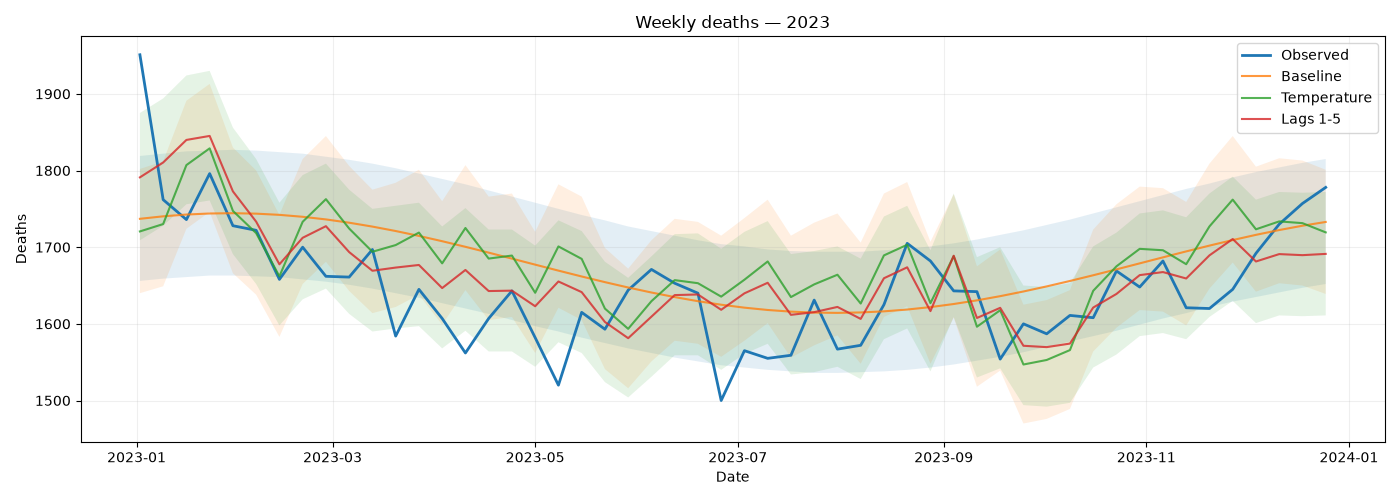 Weekly deaths — 2023
Observed
Baseline
Temperature
Lags 1-5
Deaths
1900
1800
1700
1600
1500
2023-01
2023-03
2023-05
2023-07
2023-09
2023-11
2024-01
Date